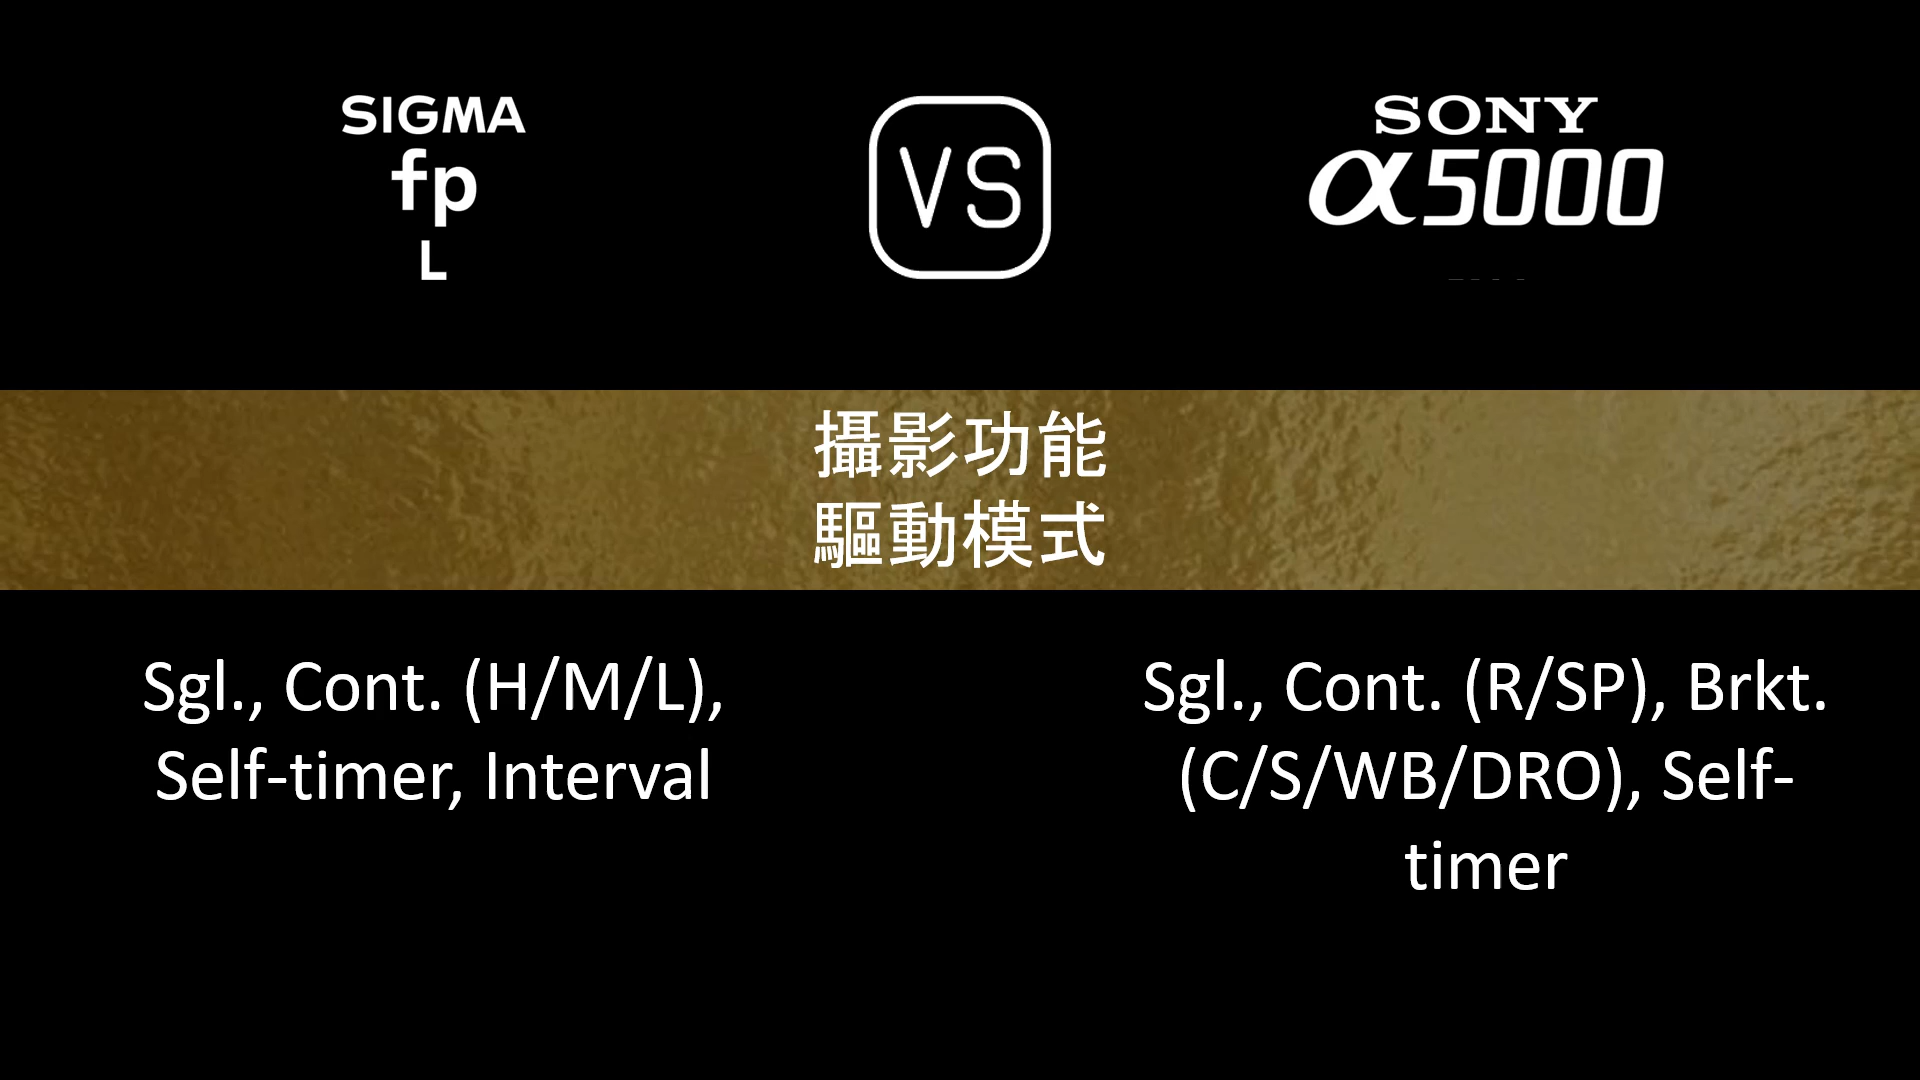 SIGMA
fp
L
VS
SONY
α5000
攝影功能
驅動模式
Sgl., Cont. (H/M/L),
Self-timer, Interval
Sgl., Cont. (R/SP), Brkt.
(C/S/WB/DRO), Self-
timer